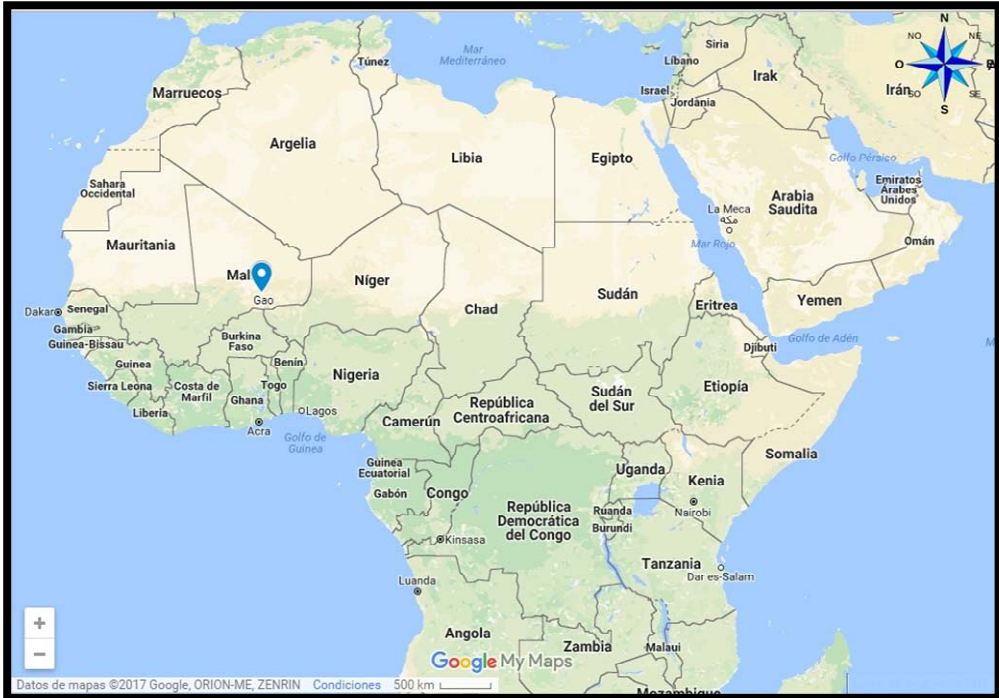 N
NO
NE
O
SO
SE
S
Siria
Mar
Mediterráneo
Túnez
Líbano
Irak
Irán
Israel
Jordania
Marruecos
Argelia
Libia
Egipto
Golfo Pérsico
Emiratos
Árabes
Unidos
Sahara
Occidental
La Meca
مكة
Arabia
Saudita
Mauritania
Mar Rojo
Omán
Mal
Gao
Níger
Chad
Sudán
Eritrea
Yemen
Dakar
Senegal
Gambia
Guinea-Bissau
Burkina
Faso
Golfo de Adén
Djibuti
Guinea
Benín
Nigeria
Sierra Leona
Costa de
Marfil
Togo
Ghana
Sudán
del Sur
Etiopía
Liberia
Lagos
República
Centroafricana
Acra
Camerún
Golfo de
Guinea
Somalia
Guinea
Ecuatorial
Uganda
Kenia
Gabón
Congo
República
Democrática
del Congo
Ruanda
Nairobi
Burundi
Kinsasa
Tanzania
Dar es-Salam
Luanda
Angola
Zambia
Malaui
Mozambique
+
−
Google My Maps
Datos de mapas ©2017 Google, ORION-ME, ZENRIN Condiciones 500 km